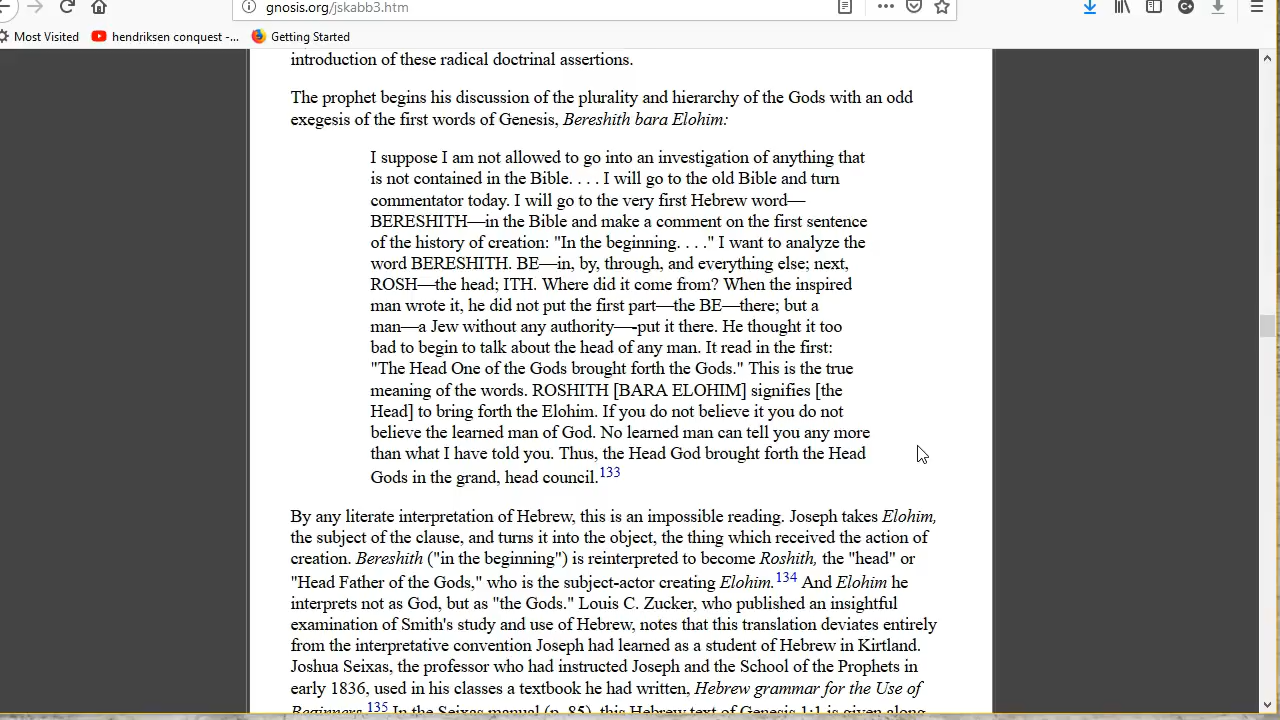 gnosis.org/jskabb3.htm
Most Visited
hendriksen conquest -...
Getting Started
introduction of these radical doctrinal assertions.
The prophet begins his discussion of the plurality and hierarchy of the Gods with an odd
exegesis of the first words of Genesis, Bereshith bara Elohim:
I suppose I am not allowed to go into an investigation of anything that
is not contained in the Bible. . . . I will go to the old Bible and turn
commentator today. I will go to the very first Hebrew word—
BERESHITH—in the Bible and make a comment on the first sentence
of the history of creation: "In the beginning. . . ." I want to analyze the
word BERESHITH. BE—in, by, through, and everything else; next,
ROSH—the head; ITH. Where did it come from? When the inspired
man wrote it, he did not put the first part—the BE—there; but a
man—a Jew without any authority—-put it there. He thought it too
bad to begin to talk about the head of any man. It read in the first:
"The Head One of the Gods brought forth the Gods." This is the true
meaning of the words. ROSHITH [BARA ELOHIM] signifies [the
Head] to bring forth the Elohim. If you do not believe it you do not
believe the learned man of God. No learned man can tell you any more
than what I have told you. Thus, the Head God brought forth the Head
Gods in the grand, head council.133
By any literate interpretation of Hebrew, this is an impossible reading. Joseph takes Elohim,
the subject of the clause, and turns it into the object, the thing which received the action of
creation. Bereshith ("in the beginning") is reinterpreted to become Roshith, the "head" or
"Head Father of the Gods," who is the subject-actor creating Elohim.134 And Elohim he
interprets not as God, but as "the Gods." Louis C. Zucker, who published an insightful
examination of Smith's study and use of Hebrew, notes that this translation deviates entirely
from the interpretative convention Joseph had learned as a student of Hebrew in Kirtland.
Joshua Seixas, the professor who had instructed Joseph and the School of the Prophets in
early 1836, used in his classes a textbook he had written, Hebrew grammar for the Use of
Beginners.135 In the Seixas manual (p. 85), this Hebrew text of Genesis 1:1 is given along